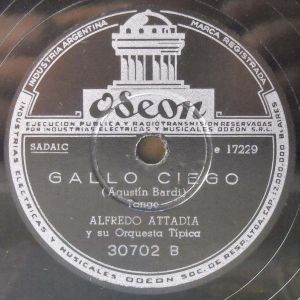 INDUSTRIA ARGENTINA
MARCA REGISTRADA
Odeon
EJECUCION PUBLICA Y RADIOTRANSMISION RESERVADAS
POR INDUSTRIAS ELECTRICAS Y MUSICALES ODEON S.R.L.
SADAIC
e 17229
GALLO CIEGO
(Agustín Bardi)
Tango
ALFREDO ATTADIA
y su Orquesta Típica
30702 B
INDUSTRIAS ELECTRICAS Y MUSICALES ODEON SOC. DE RESP. LTDA. CAP. 12.000.000 B. AIRES